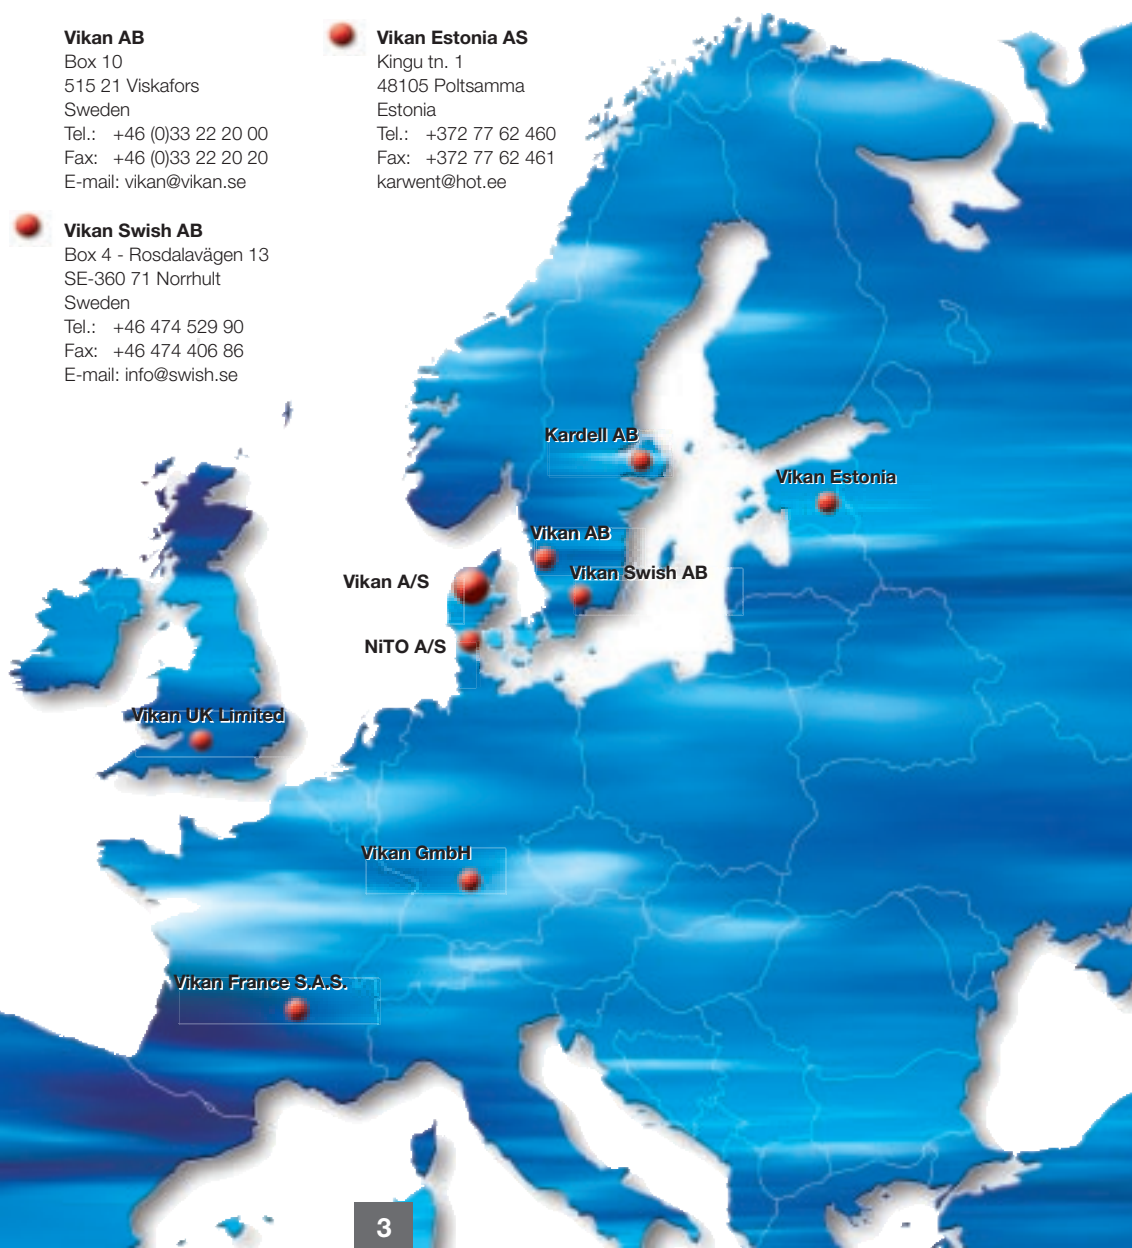 Vikan AB
Box 10
515 21 Viskafors
Sweden
Tel.: +46 (0)33 22 20 00
Fax: +46 (0)33 22 20 20
E-mail: vikan@vikan.se
Vikan Swish AB
Box 4 - Rosdalavägen 13
SE-360 71 Norrhult
Sweden
Tel.: +46 474 529 90
Fax: +46 474 406 86
E-mail: info@swish.se
Vikan Estonia AS
Kingu tn. 1
48105 Poltsamma
Estonia
Tel.: +372 77 62 460
Fax: +372 77 62 461
karwent@hot.ee
Kardell AB
Vikan Estonia
Vikan AB
Vikan Swish AB
Vikan A/S
NiTO A/S
Vikan UK Limited
Vikan GmbH
Vikan France S.A.S.
3